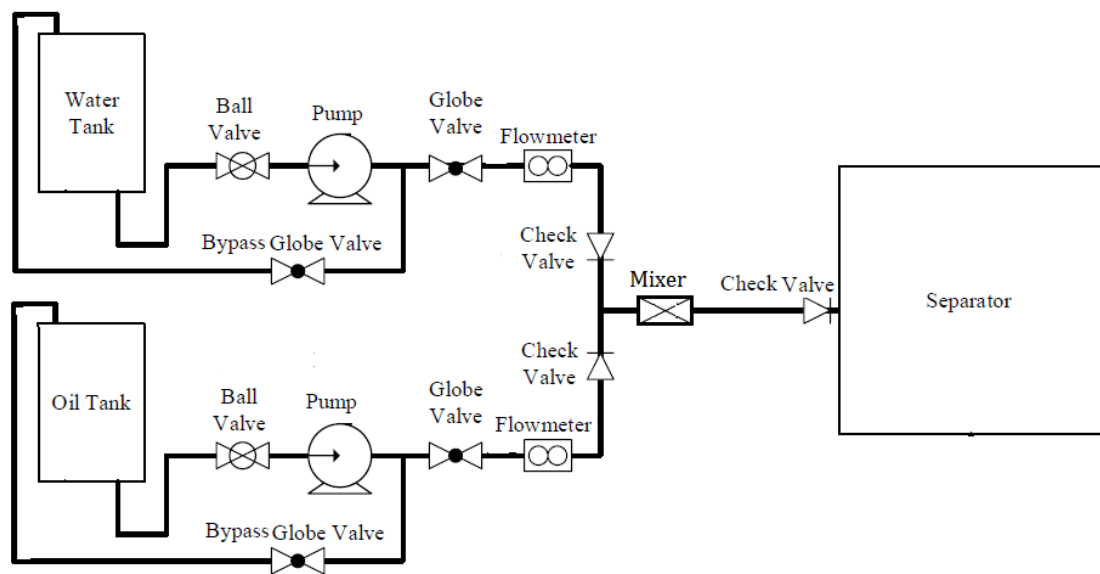 Water
Tank
Ball
Valve
Pump
Globe
Valve
Flowmeter
Bypass Globe Valve
Check
Valve
Mixer
Check Valve
Separator
Check
Valve
Oil Tank
Ball
Valve
Pump
Globe
Valve
Flowmeter
Bypass Globe Valve